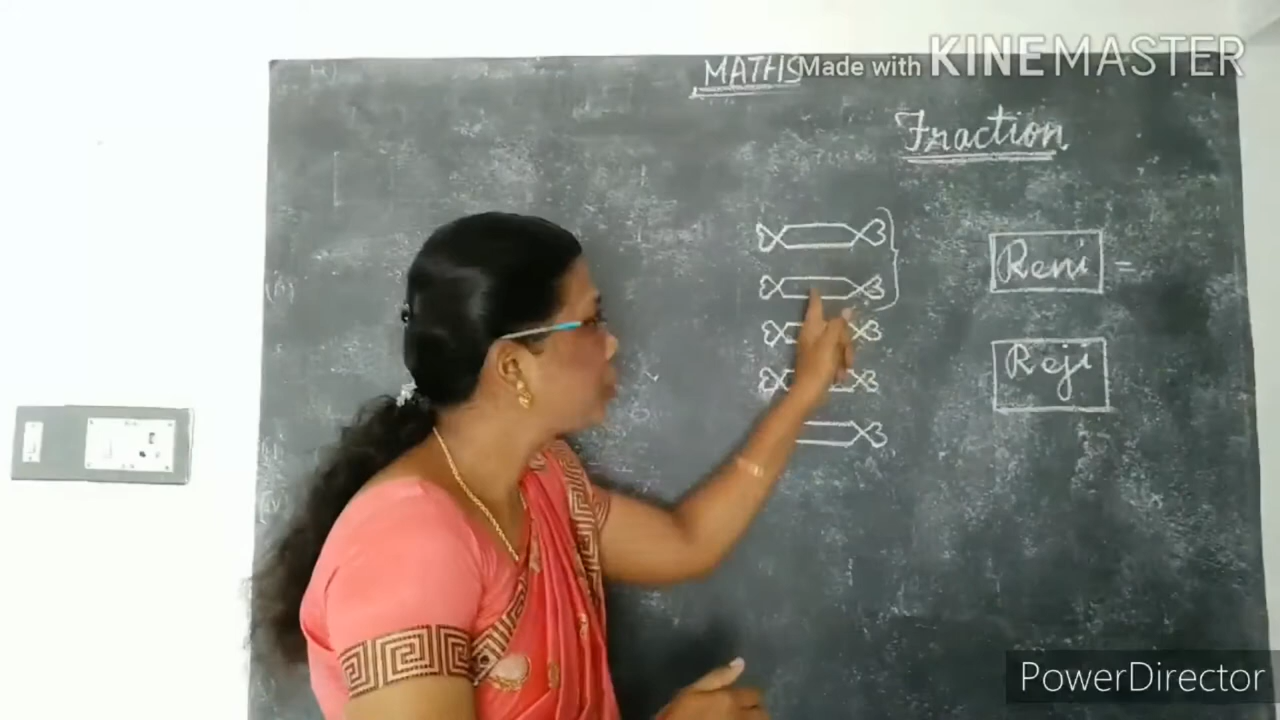 MATHS
Made with KINEMASTER
Fraction
Reni =
Reji
PowerDirector